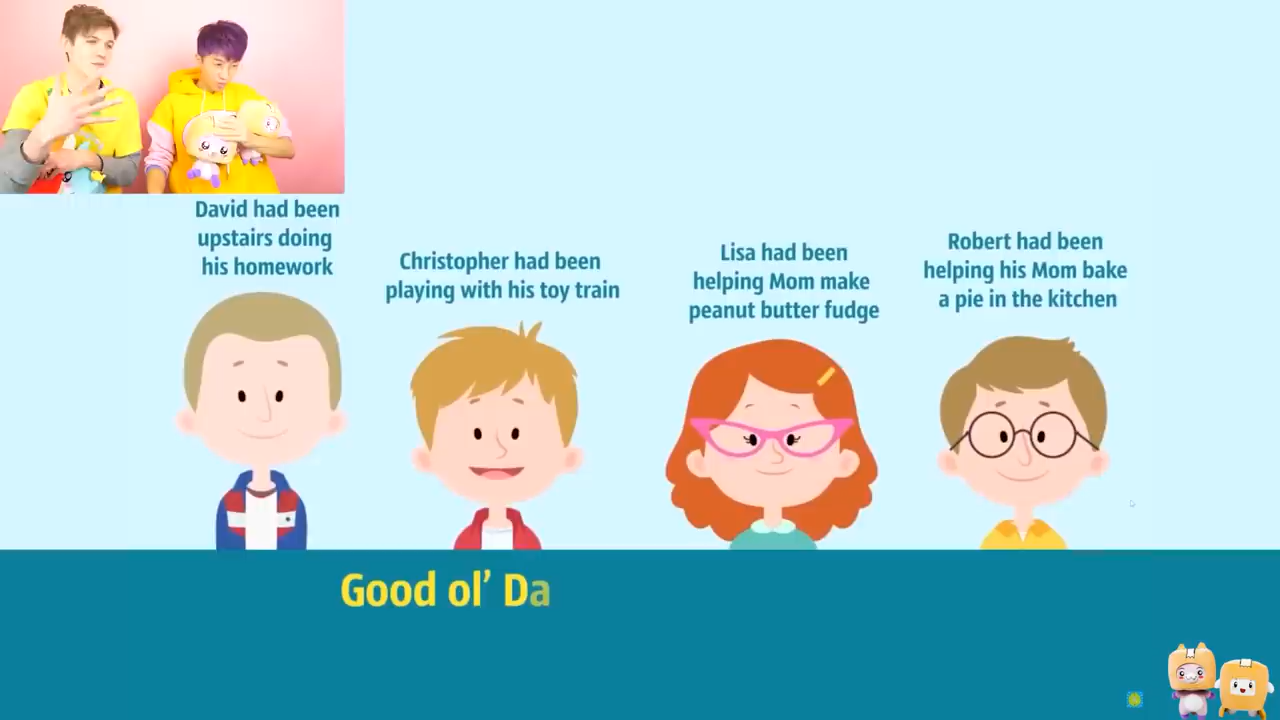 David had been
upstairs doing
his homework
Christopher had been
playing with his toy train
Lisa had been
helping Mom make
peanut butter fudge
Robert had been
helping his Mom bake
a pie in the kitchen
Good ol’ Da